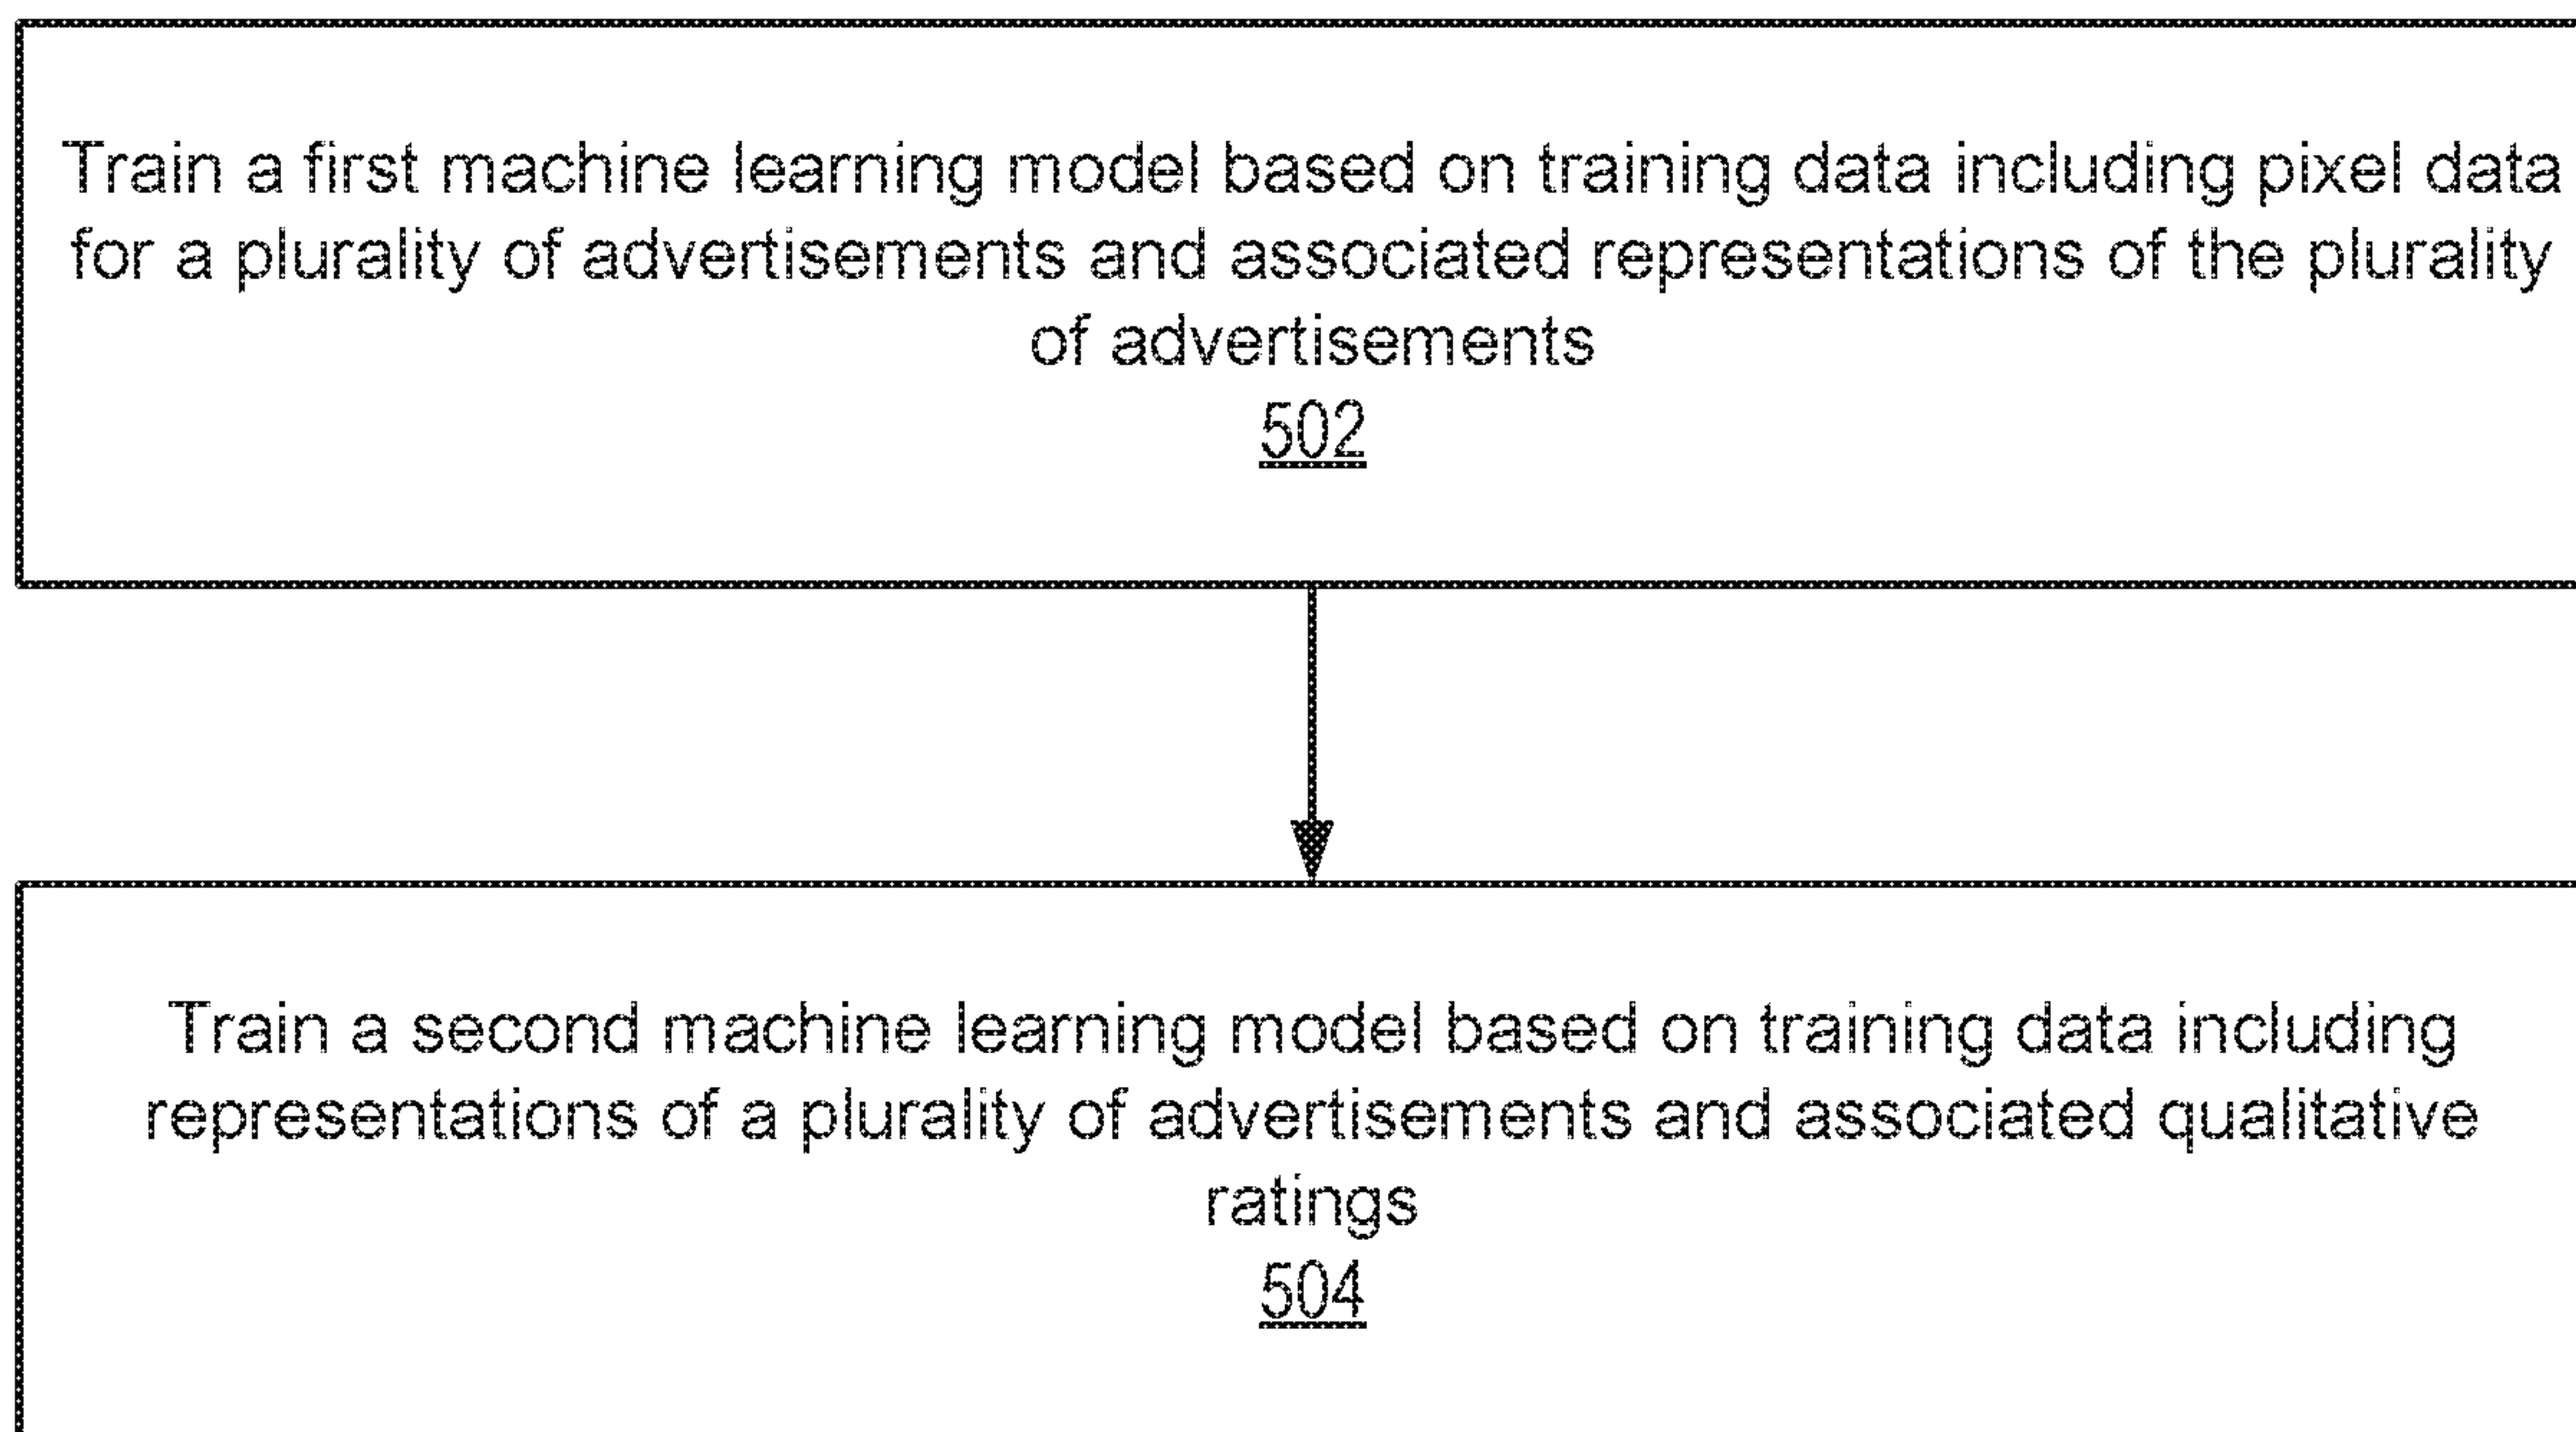 Train a first machine learning model based on training data including pixel data
for a plurality of advertisements and associated representations of the plurality
of advertisements
502
Train a second machine learning model based on training data including
representations of a plurality of advertisements and associated qualitative
ratings
504